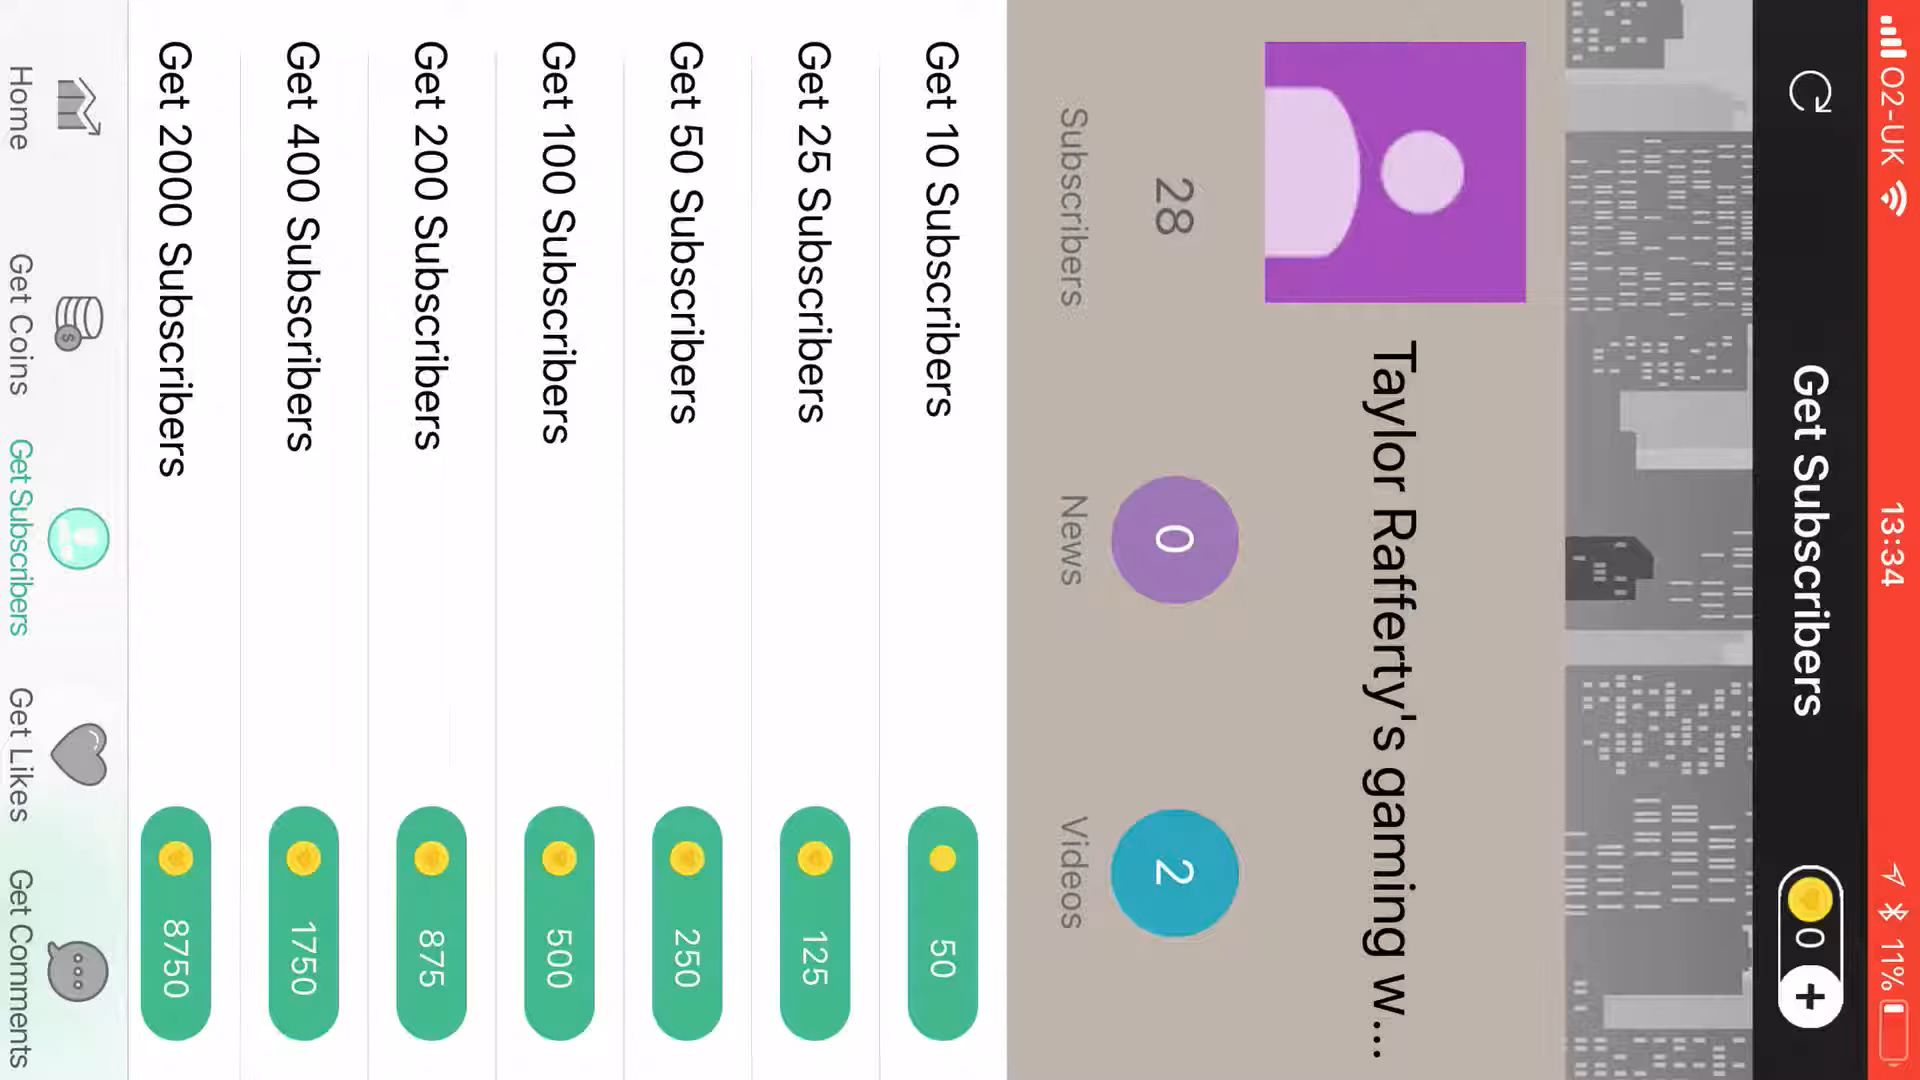 O2-UK 13:34 11%
Get Subscribers 0 +
Taylor Rafferty's gaming w...
28 0 2
Subscribers News Videos
Get 10 Subscribers 50
Get 25 Subscribers 125
Get 50 Subscribers 250
Get 100 Subscribers 500
Get 200 Subscribers 875
Get 400 Subscribers 1750
Get 2000 Subscribers 8750
Home Get Coins Get Subscribers Get Likes Get Comments